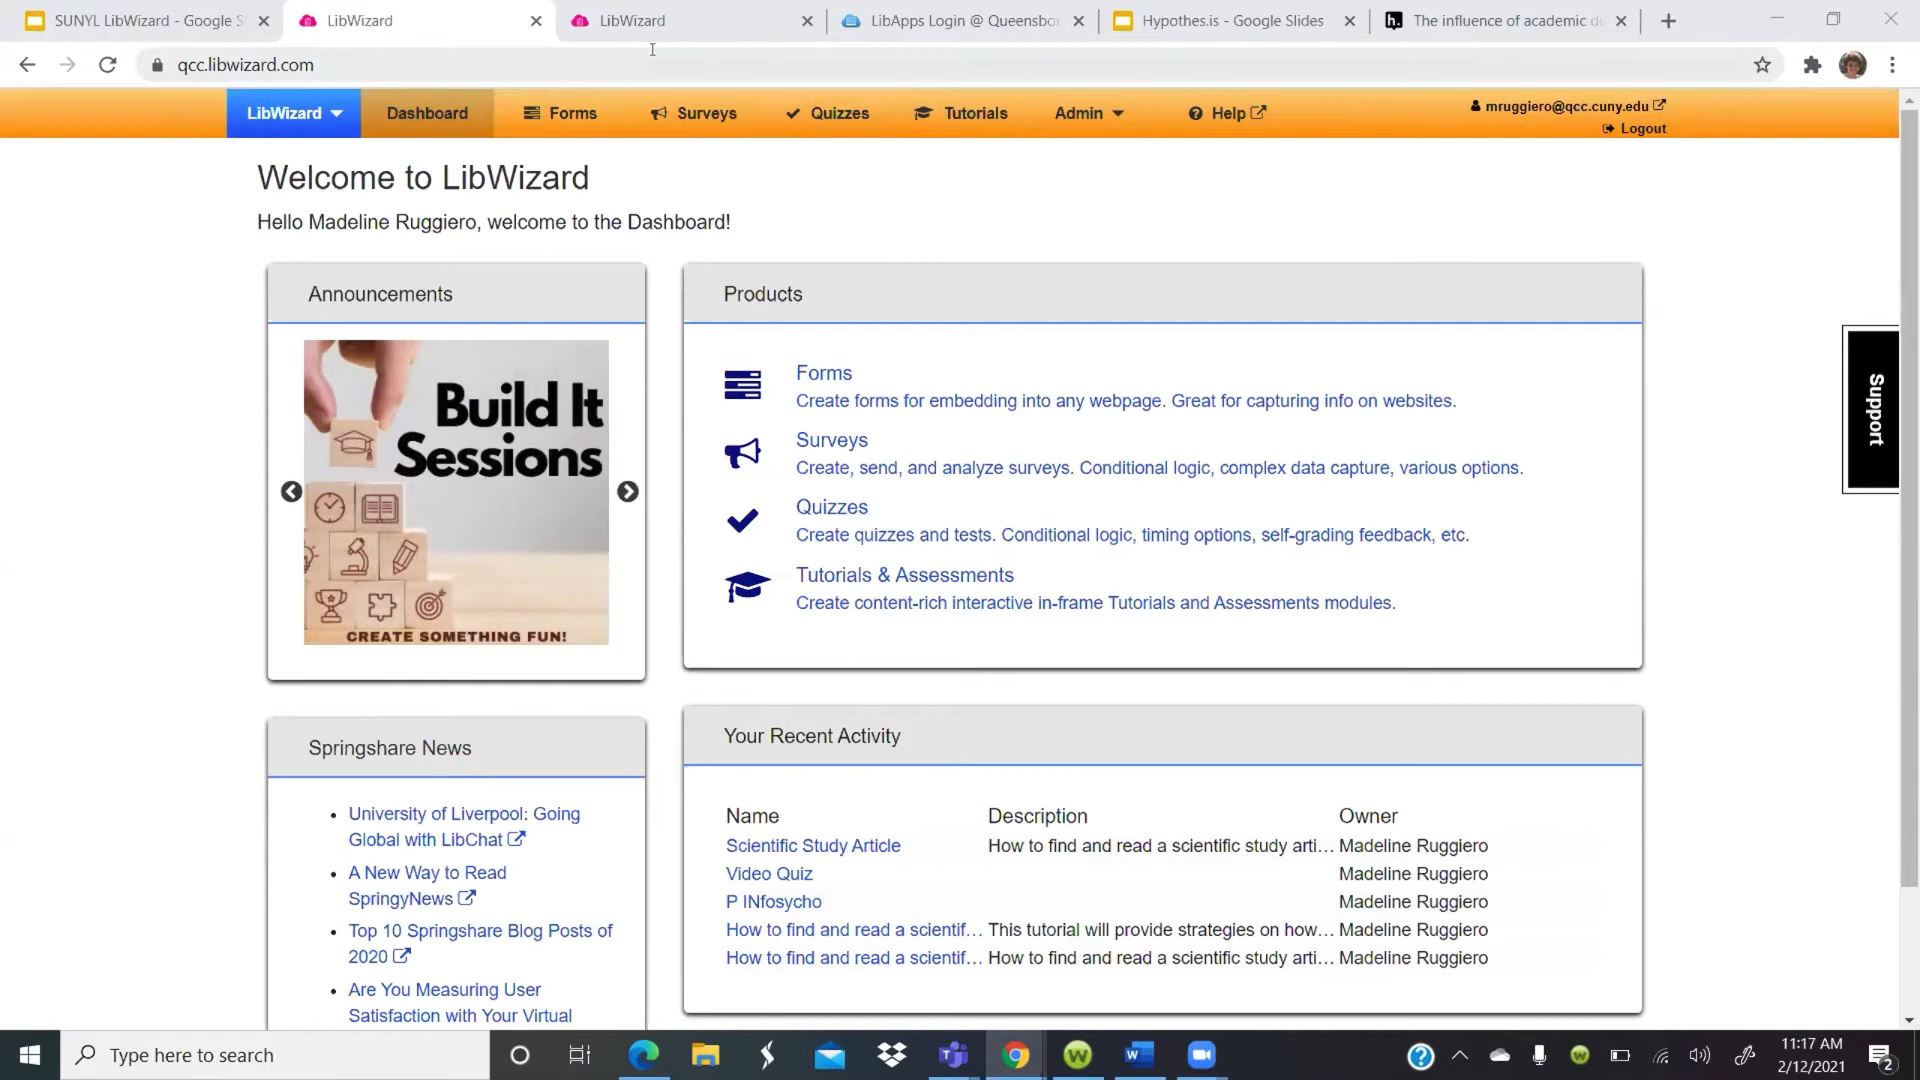 SUNYL LibWizard - Google S
LibWizard
LibWizard
LibApps Login @ Queensbor
Hypothes.is - Google Slides
h. The influence of academic d
qcc.libwizard.com
LibWizard
Dashboard
Forms
Surveys
Quizzes
Tutorials
Admin
Help
mruggiero@qcc.cuny.edu
Logout
Welcome to LibWizard
Hello Madeline Ruggiero, welcome to the Dashboard!
Announcements
Build It
Sessions
CREATE SOMETHING FUN!
Products
Forms
Create forms for embedding into any webpage. Great for capturing info on websites.
Surveys
Create, send, and analyze surveys. Conditional logic, complex data capture, various options.
Quizzes
Create quizzes and tests. Conditional logic, timing options, self-grading feedback, etc.
Tutorials & Assessments
Create content-rich interactive in-frame Tutorials and Assessments modules.
Support
Springshare News
University of Liverpool: Going
Global with LibChat
A New Way to Read
SpringyNews
Top 10 Springshare Blog Posts of
2020
Are You Measuring User
Satisfaction with Your Virtual
Your Recent Activity
Name Description Owner
Scientific Study Article How to find and read a scientific study arti... Madeline Ruggiero
Video Quiz Madeline Ruggiero
P INfosycho Madeline Ruggiero
How to find and read a scientif... This tutorial will provide strategies on how... Madeline Ruggiero
How to find and read a scientif... How to find and read a scientific study arti... Madeline Ruggiero
Type here to search
11:17 AM
2/12/2021
2